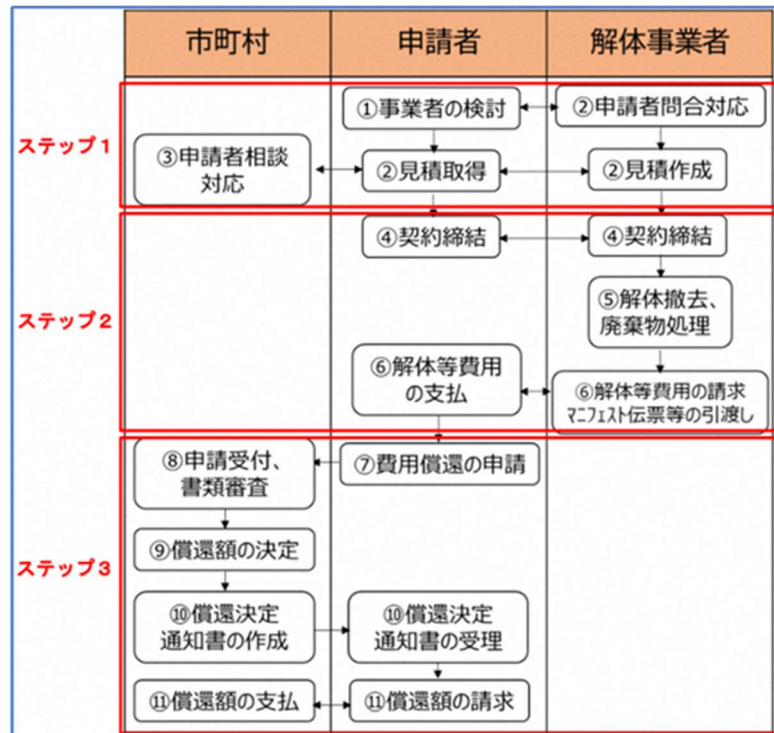 市町村
申請者
解体事業者
ステップ1
①事業者の検討
②申請者問合対応
③申請者相談
対応
②見積取得
②見積作成
ステップ2
④契約締結
④契約締結
⑤解体撤去、
廃棄物処理
⑥解体等費用
の支払
⑥解体等費用の請求
ﾏﾆﾌｪｽﾄ伝票等の引渡し
ステップ3
⑧申請受付、
書類審査
⑦費用償還の申請
⑨償還額の決定
⑩償還決定
通知書の作成
⑩償還決定
通知書の受理
⑪償還額の支払
⑪償還額の請求